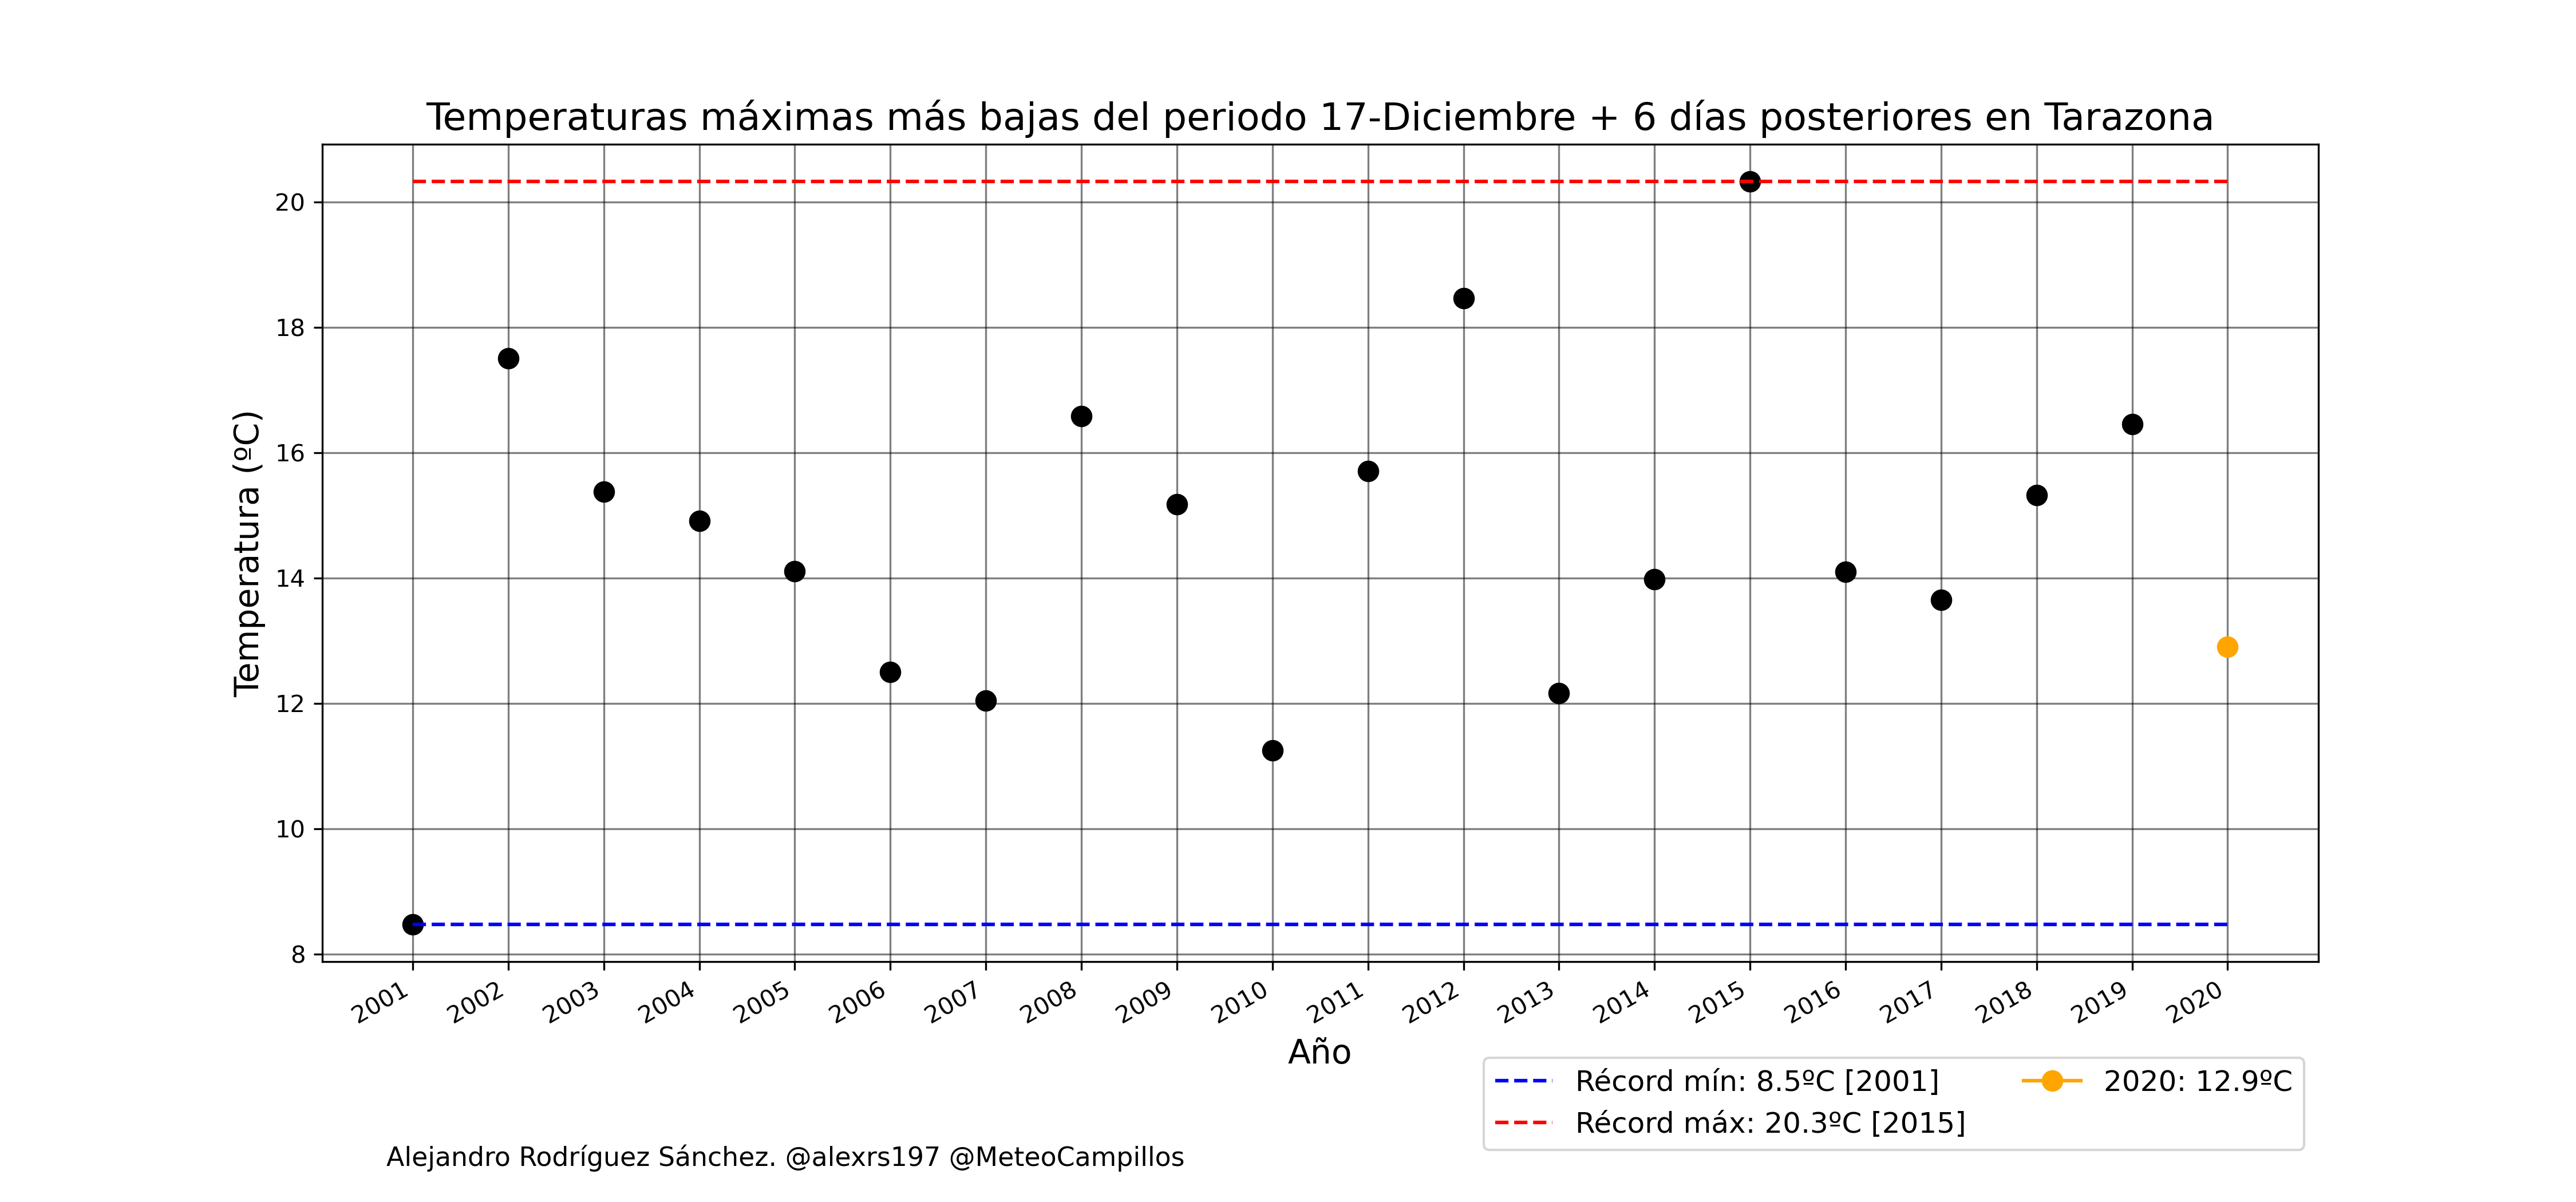 Temperaturas máximas más bajas del periodo 17-Diciembre + 6 días posteriores en Tarazona
Temperatura (ºC)
20
18
16
14
12
10
8
2001 2002 2003 2004 2005 2006 2007 2008 2009 2010 2011 2012 2013 2014 2015 2016 2017 2018 2019 2020
Año
Récord mín: 8.5ºC [2001]
Récord máx: 20.3ºC [2015]
2020: 12.9ºC
Alejandro Rodríguez Sánchez. @alexrs197 @MeteoCampillos